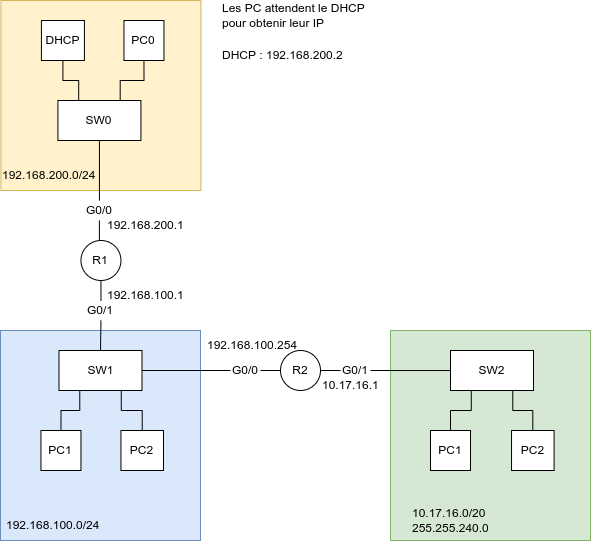 Les PC attendent le DHCP
pour obtenir leur IP
DHCP : 192.168.200.2
DHCP
PC0
SW0
192.168.200.0/24
G0/0
192.168.200.1
R1
192.168.100.1
G0/1
SW1
192.168.100.254
G0/0
R2
G0/1
10.17.16.1
SW2
PC1
PC2
PC1
PC2
192.168.100.0/24
10.17.16.0/20
255.255.240.0